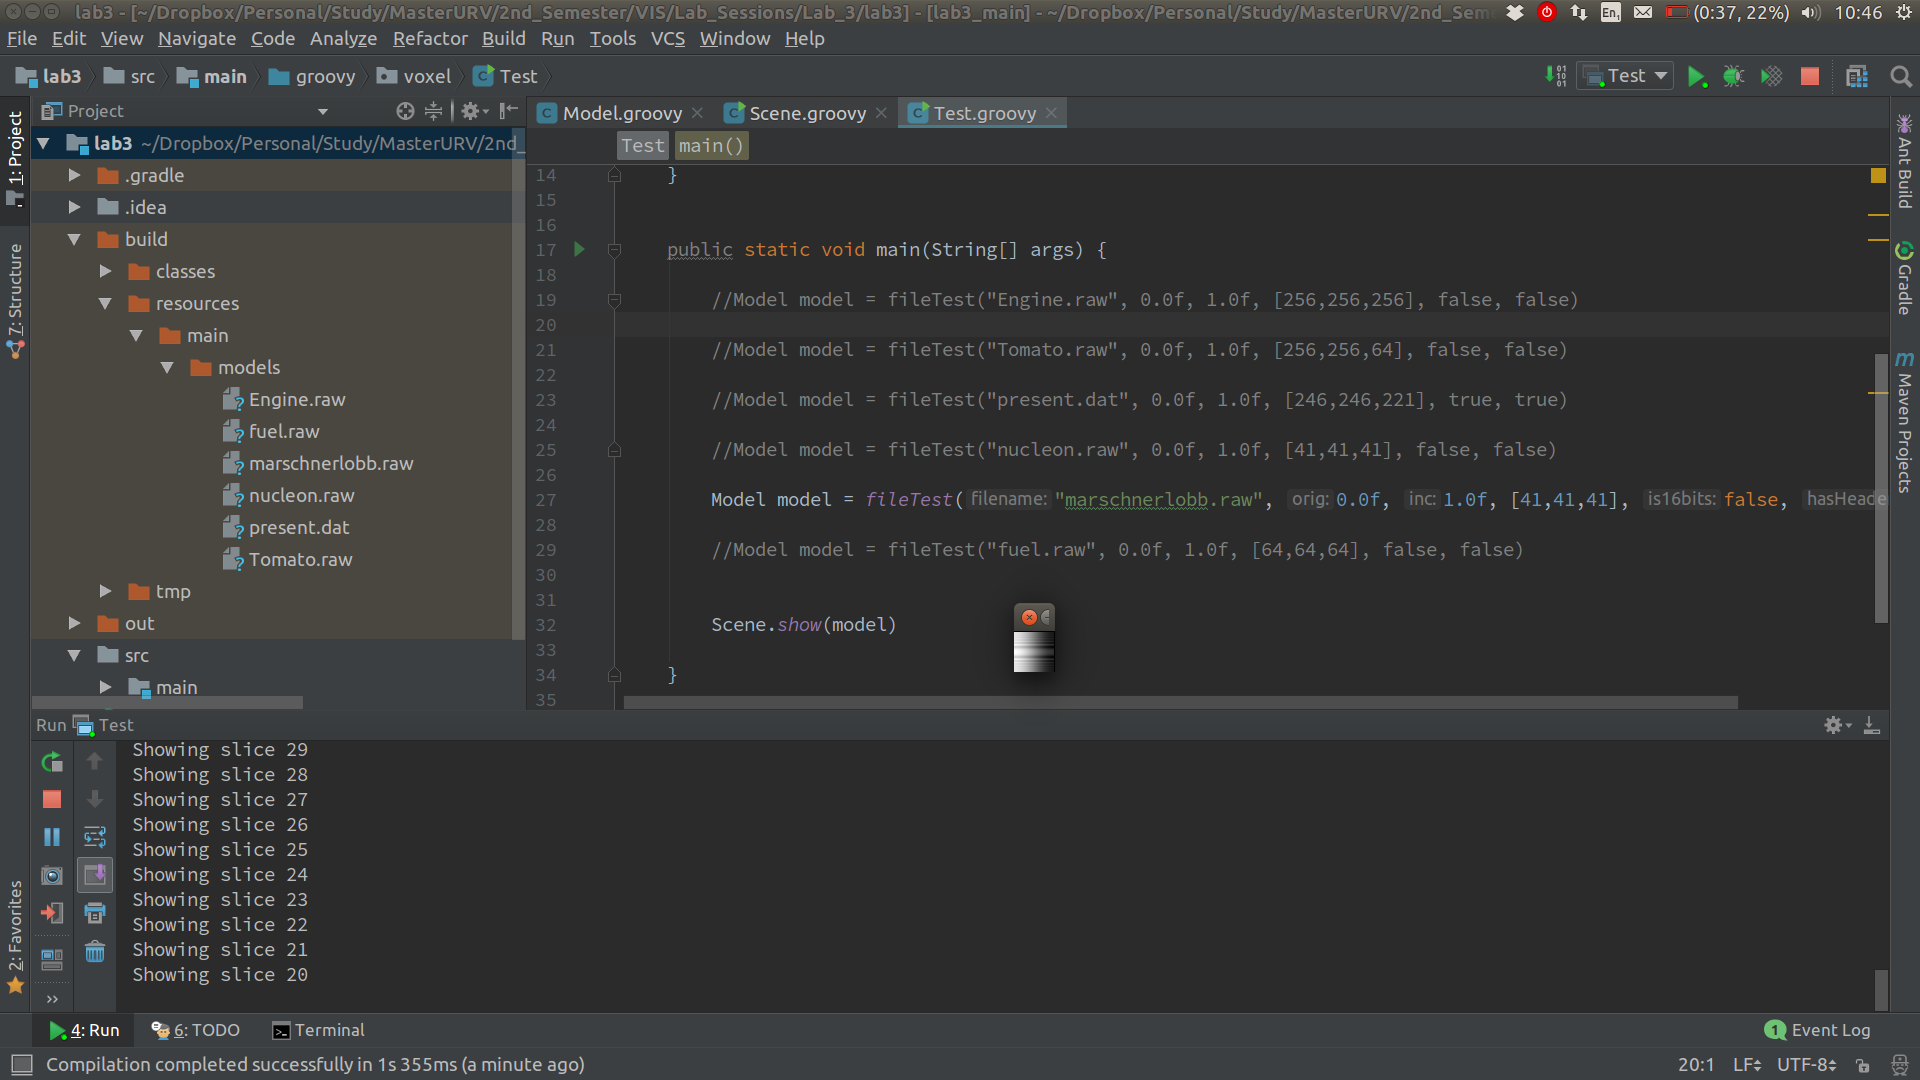 lab3 - [~/Dropbox/Personal/Study/MasterURV/2nd_Semester/VIS/Lab_Sessions/Lab_3/lab3] - [lab3_main] - ~/Dropbox/Personal/Study/MasterURV/2nd_Sem
En1 (0:37, 22%) 10:46
File Edit View Navigate Code Analyze Refactor Build Run Tools VCS Window Help
lab3 src main groovy voxel Test
Test
Project
Model.groovy Scene.groovy Test.groovy
Test main()
lab3 ~/Dropbox/Personal/Study/MasterURV/2nd_
.gradle
.idea
build
classes
resources
main
models
Engine.raw
fuel.raw
marschnerlobb.raw
nucleon.raw
present.dat
Tomato.raw
tmp
out
src
main
1: Project
7: Structure
2: Favorites
14 }
15
16
17 public static void main(String[] args) {
18
19 //Model model = fileTest("Engine.raw", 0.0f, 1.0f, [256,256,256], false, false)
20
21 //Model model = fileTest("Tomato.raw", 0.0f, 1.0f, [256,256,64], false, false)
22
23 //Model model = fileTest("present.dat", 0.0f, 1.0f, [246,246,221], true, true)
24
25 //Model model = fileTest("nucleon.raw", 0.0f, 1.0f, [41,41,41], false, false)
26
27 Model model = fileTest( filename: "marschnerlobb.raw", orig: 0.0f, inc: 1.0f, [41,41,41], is16bits: false, hasHeade
28
29 //Model model = fileTest("fuel.raw", 0.0f, 1.0f, [64,64,64], false, false)
30
31
32 Scene.show(model)
33
34 }
35
Ant Build
Gradle
Maven Projects
Run Test
Showing slice 29
Showing slice 28
Showing slice 27
Showing slice 26
Showing slice 25
Showing slice 24
Showing slice 23
Showing slice 22
Showing slice 21
Showing slice 20
4: Run 6: TODO Terminal
1 Event Log
Compilation completed successfully in 1s 355ms (a minute ago)
20:1 LF UTF-8